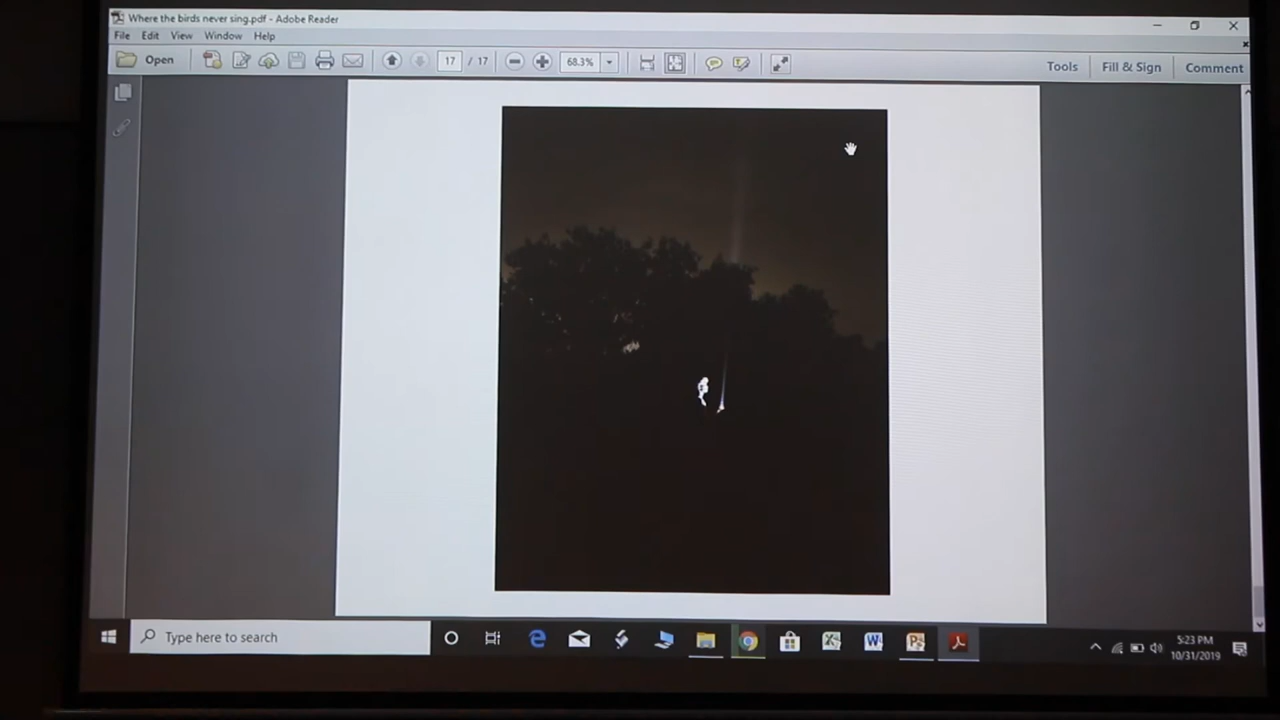 Where the birds never sing.pdf - Adobe Reader
File Edit View Window Help
Open 17 / 17 68.3% Tools Fill & Sign Comment
Type here to search
5:23 PM
10/31/2019